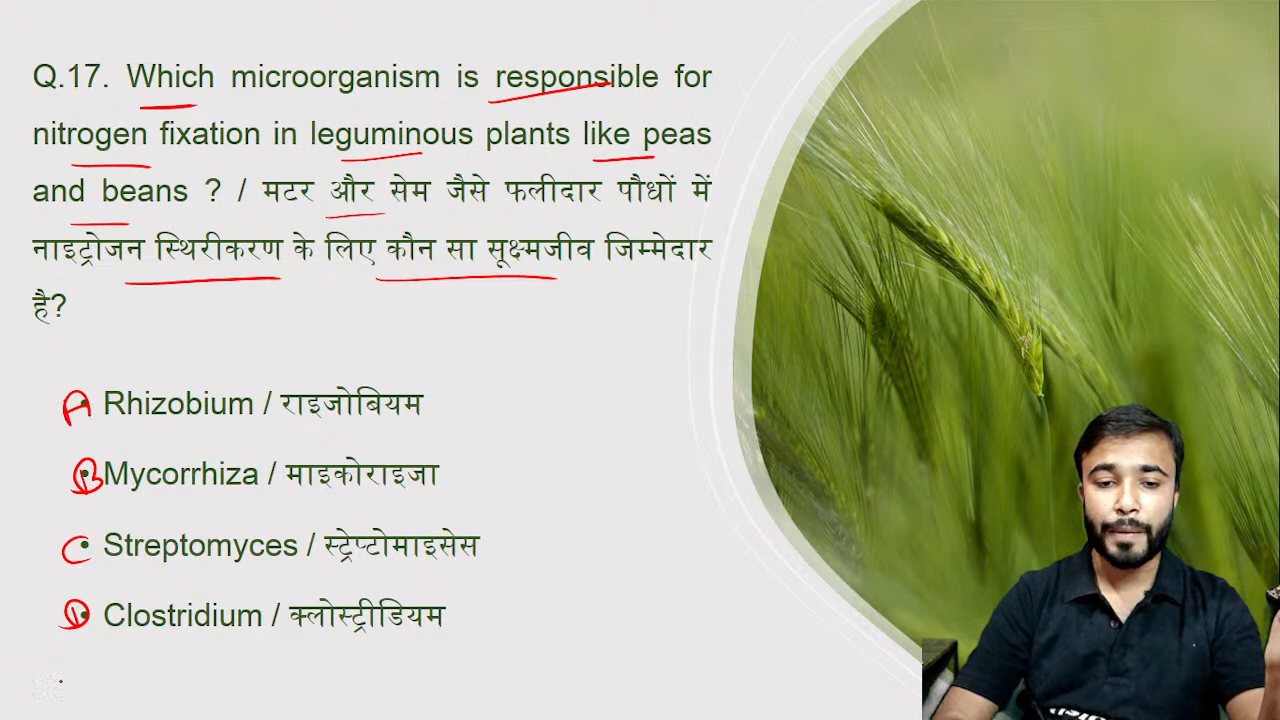 Q.17. Which microorganism is responsible for
nitrogen fixation in leguminous plants like peas
and beans ? / मटर और सेम जैसे फलीदार पौधों में
नाइट्रोजन स्थिरीकरण के लिए कौन सा सूक्ष्मजीव जिम्मेदार
है?
A Rhizobium / राइजोबियम
B Mycorrhiza / माइकोराइजा
C Streptomyces / स्ट्रेप्टोमाइसेस
D Clostridium / क्लोस्ट्रीडियम